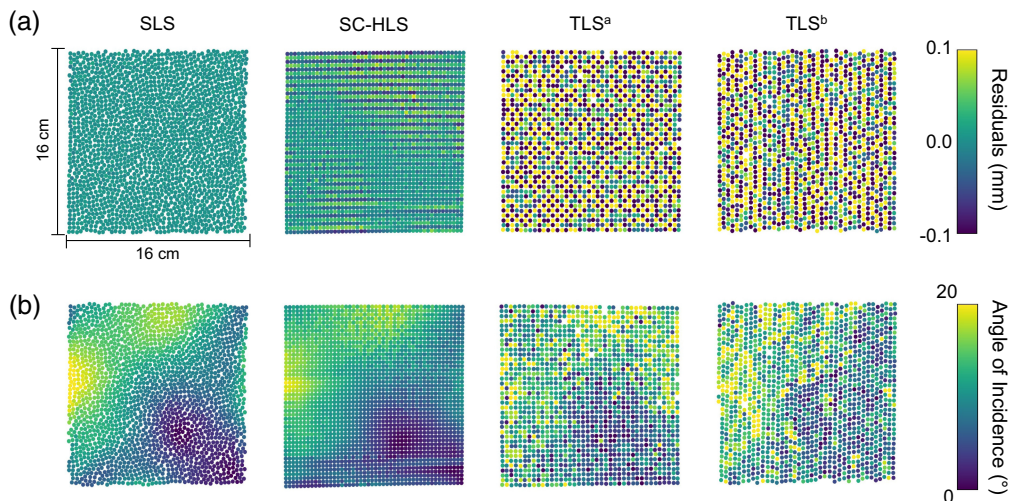 (a)
SLS
SC-HLS
TLSᵃ
TLSᵇ
16 cm
16 cm
0.1
0.0
-0.1
Residuals (mm)
(b)
20
0
Angle of Incidence (°)